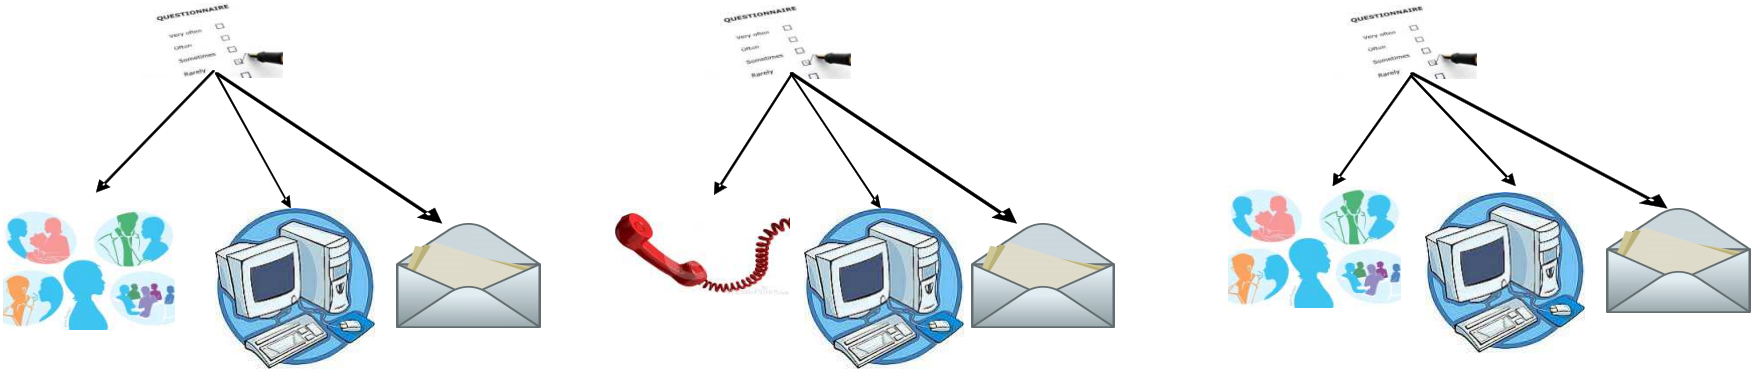 QUESTIONNAIRE
Very often
Often
Sometimes
Rarely
QUESTIONNAIRE
Very often
Often
Sometimes
Rarely
QUESTIONNAIRE
Very often
Often
Sometimes
Rarely